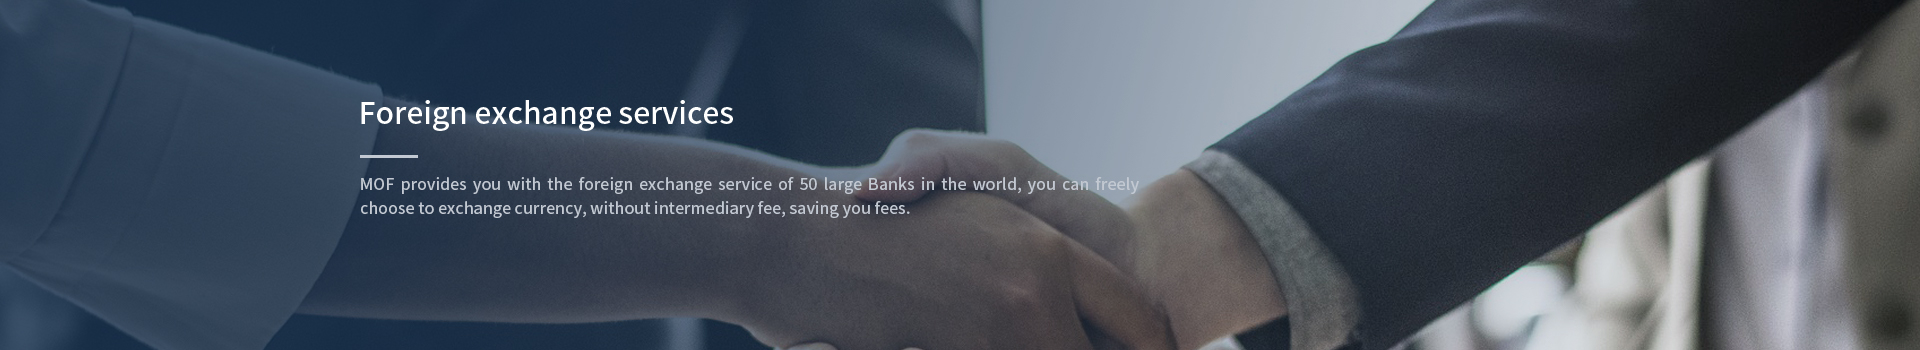 Foreign exchange services
MOF provides you with the foreign exchange service of 50 large Banks in the world, you can freely
choose to exchange currency, without intermediary fee, saving you fees.